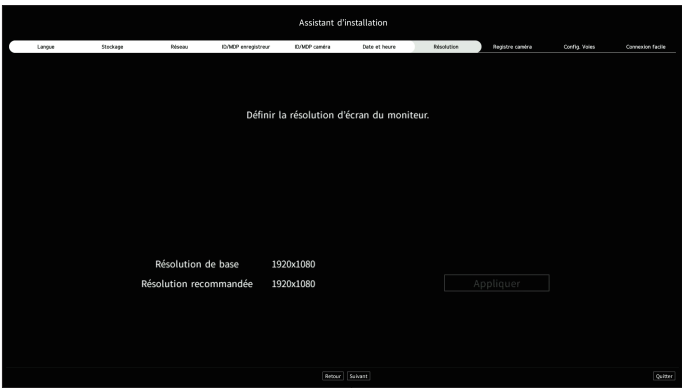 Assistant d'installation
Langue Stockage Réseau ID/MDP enregistreur ID/MDP caméra Date et heure Résolution Registre caméra Config. Voies Connexion facile
Définir la résolution d'écran du moniteur.
Résolution de base 1920x1080
Résolution recommandée 1920x1080 Appliquer
Retour Suivant Quitter